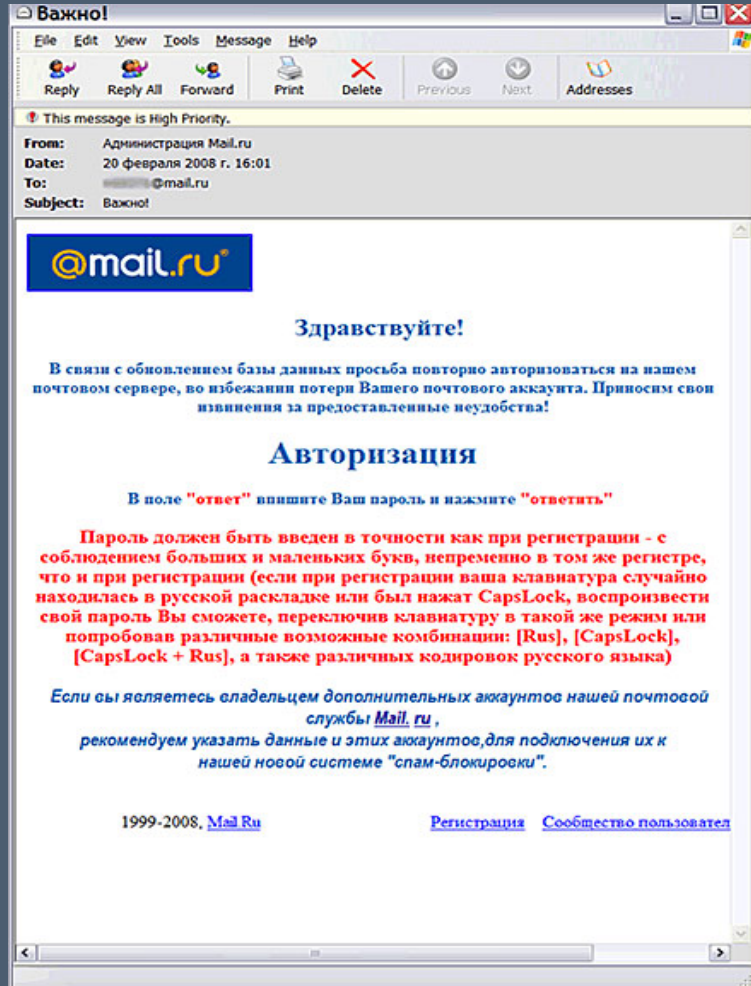 Важно!
File Edit View Tools Message Help
Reply Reply All Forward Print Delete Previous Next Addresses
This message is High Priority.
From: Администрация Mail.ru
Date: 20 февраля 2008 г. 16:01
To: @mail.ru
Subject: Важно!
@mail.ru®
Здравствуйте!
В связи с обновлением базы данных просьба повторно авторизоваться на нашем
почтовом сервере, во избежании потери Вашего почтового аккаунта. Приносим свои
извинения за предоставленные неудобства!
Авторизация
В поле "ответ" впишите Ваш пароль и нажмите "ответить"
Пароль должен быть введен в точности как при регистрации - с
соблюдением больших и маленьких букв, непременно в том же регистре,
что и при регистрации (если при регистрации ваша клавиатура случайно
находилась в русской раскладке или был нажат CapsLock, воспроизвести
свой пароль Вы сможете, переключив клавиатуру в такой же режим или
попробовав различные возможные комбинации: [Rus], [CapsLock],
[CapsLock + Rus], а также различных кодировок русского языка)
Если вы являетесь владельцем дополнительных аккаунтов нашей почтовой
службы Mail. ru ,
рекомендуем указать данные и этих аккаунтов,для подключения их к
нашей новой системе "спам-блокировки".
1999-2008, Mail.Ru Регистрация Сообщество пользовател